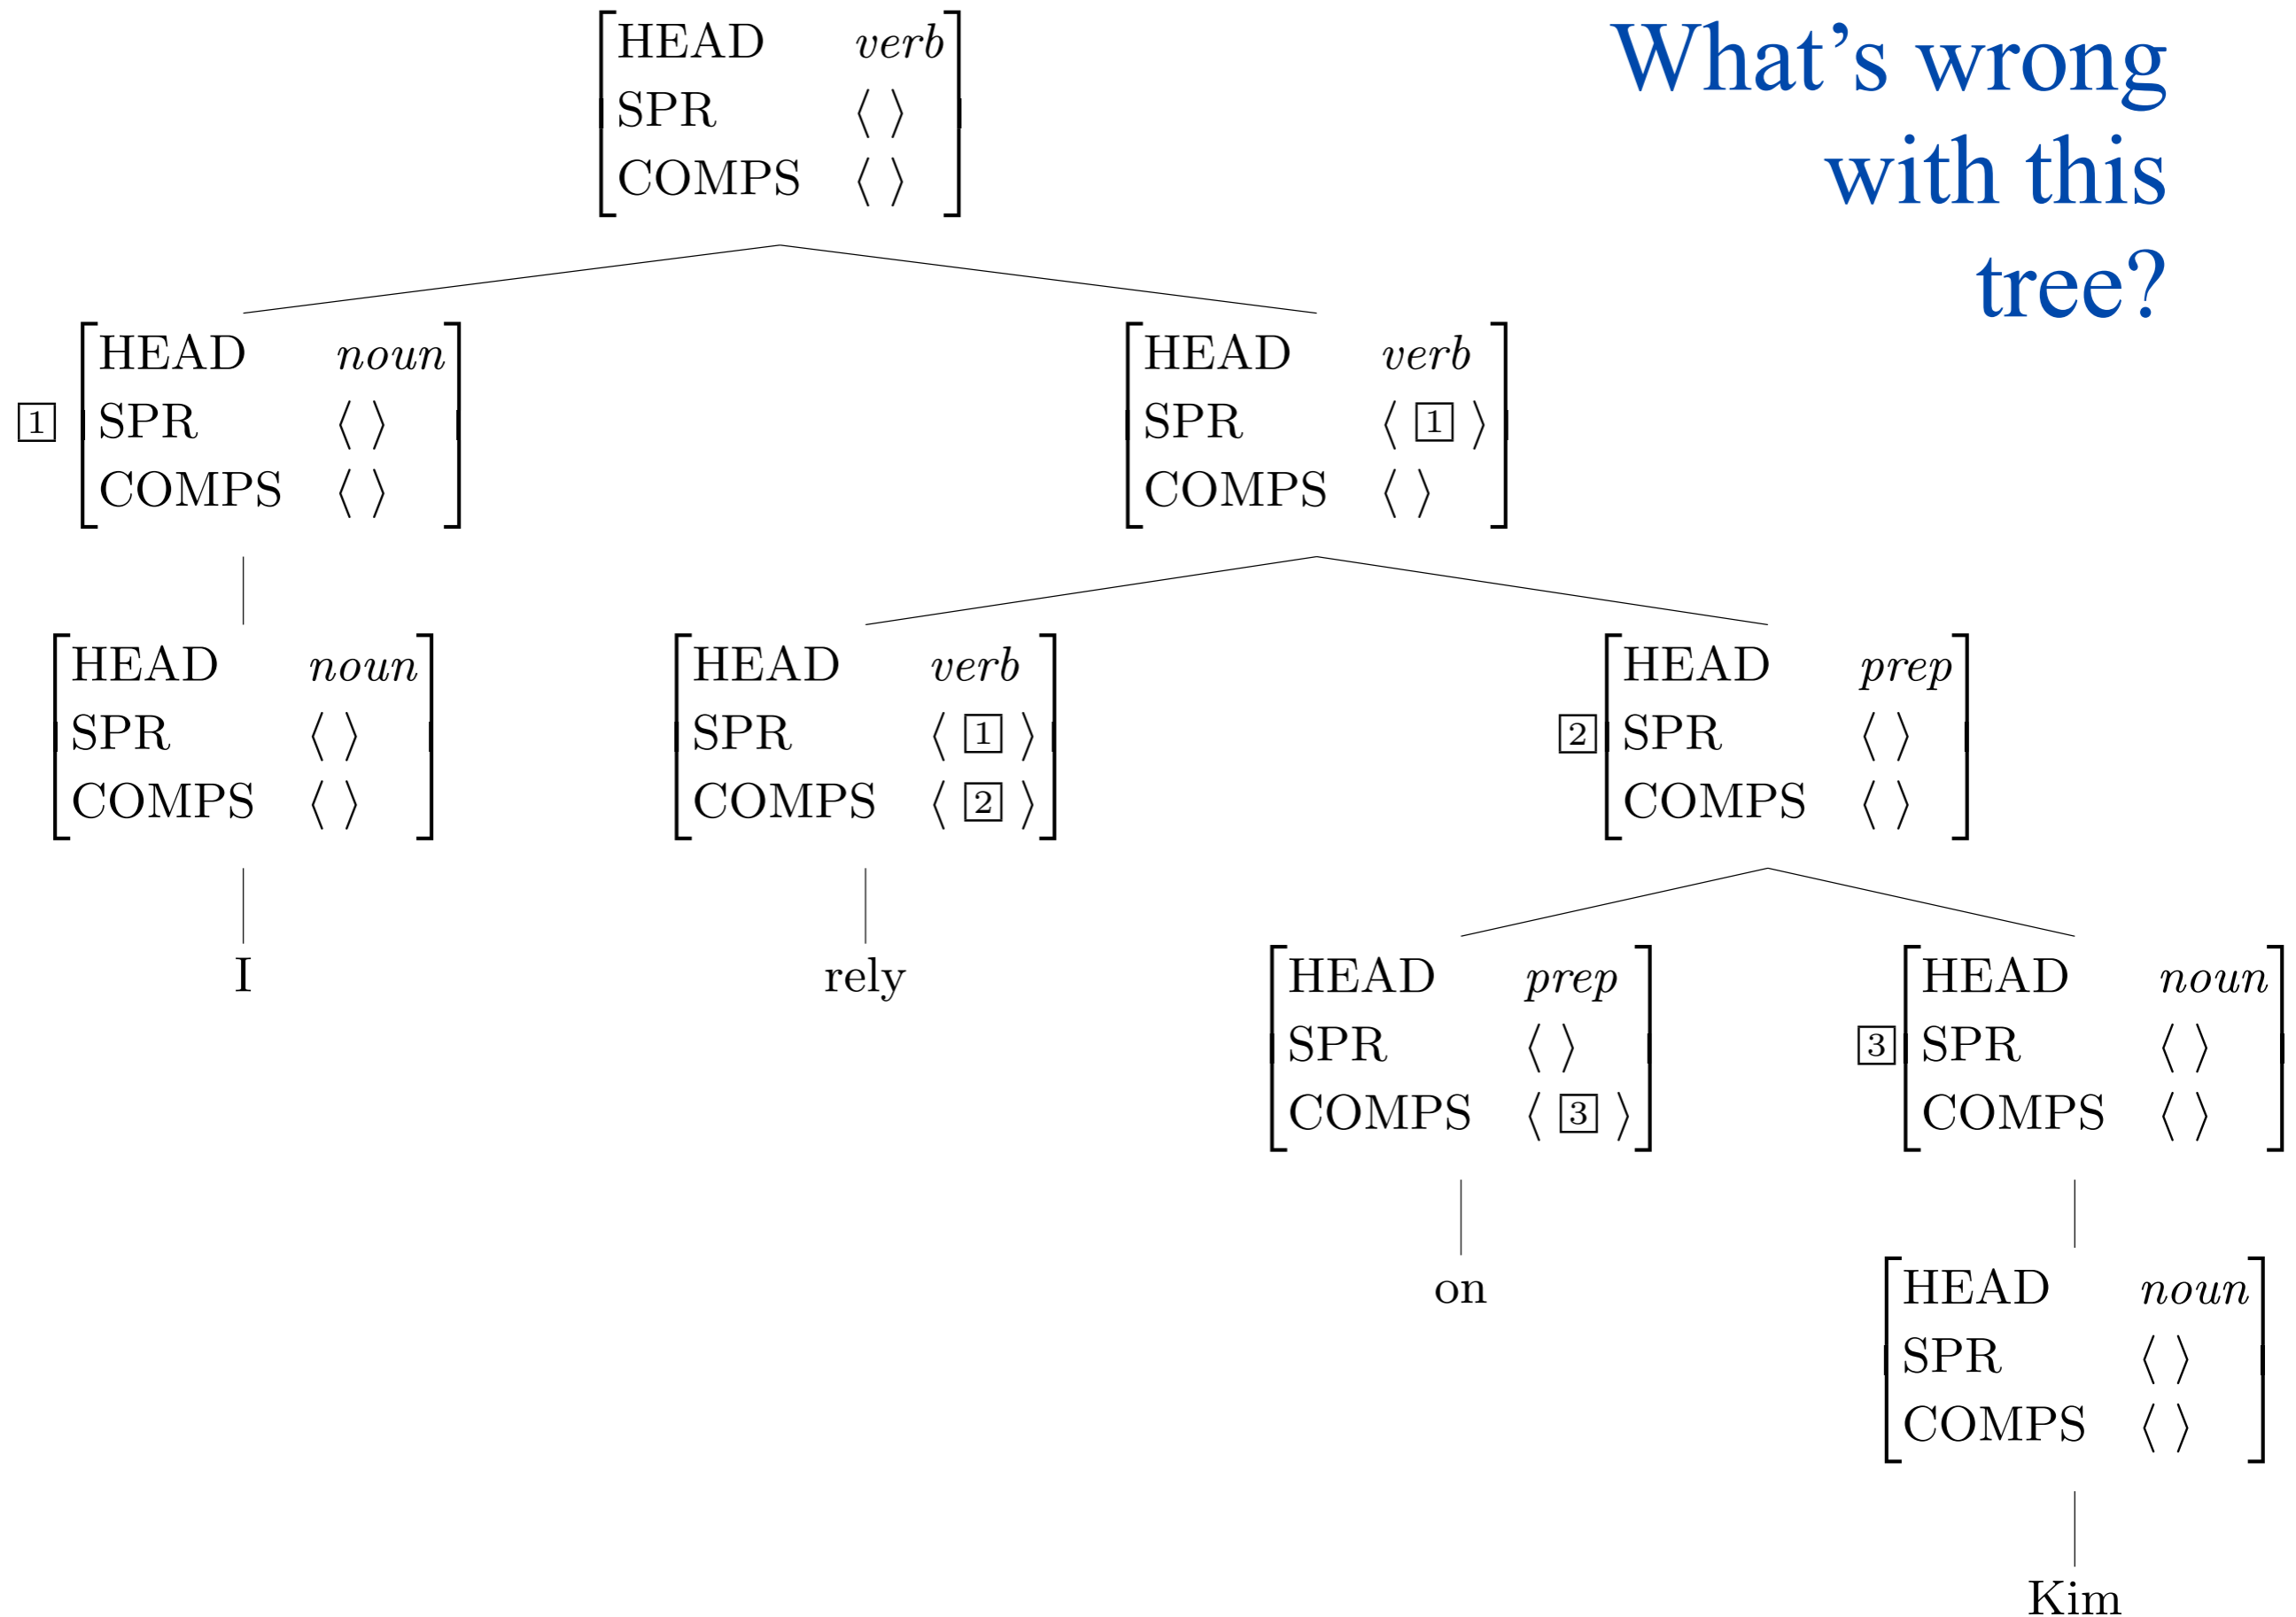 What's wrong
with this
tree?
HEAD verb
SPR ⟨ ⟩
COMPS ⟨ ⟩
1
HEAD noun
SPR ⟨ ⟩
COMPS ⟨ ⟩
HEAD verb
SPR ⟨ 1 ⟩
COMPS ⟨ ⟩
HEAD noun
SPR ⟨ ⟩
COMPS ⟨ ⟩
HEAD verb
SPR ⟨ 1 ⟩
COMPS ⟨ 2 ⟩
2
HEAD prep
SPR ⟨ ⟩
COMPS ⟨ ⟩
I
rely
HEAD prep
SPR ⟨ ⟩
COMPS ⟨ 3 ⟩
3
HEAD noun
SPR ⟨ ⟩
COMPS ⟨ ⟩
on
HEAD noun
SPR ⟨ ⟩
COMPS ⟨ ⟩
Kim